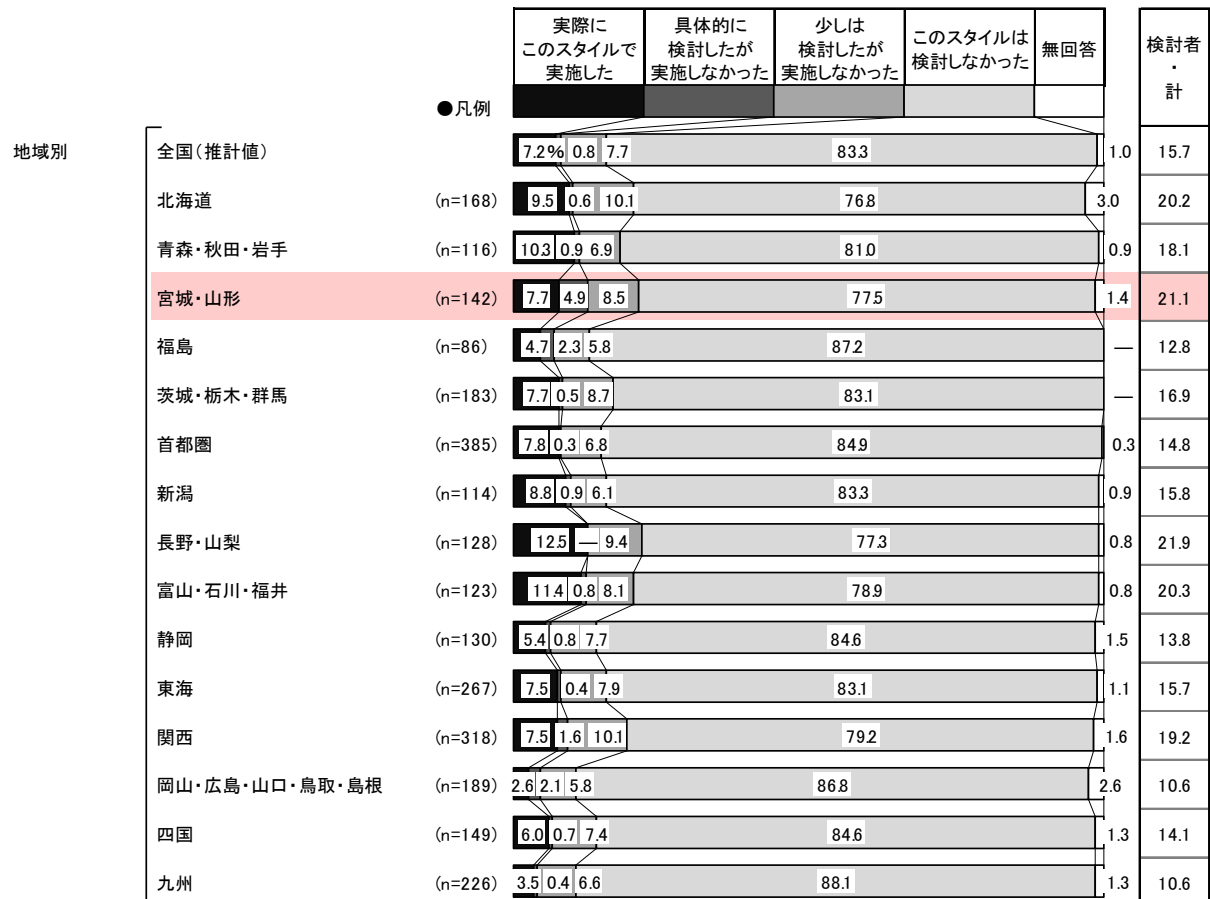 実際に
このスタイルで
実施した
具体的に
検討したが
実施しなかった
少しは
検討したが
実施しなかった
このスタイルは
検討しなかった
無回答
検討者
・
計
●凡例
地域別
全国(推計値) 7.2% 0.8 7.7 83.3 1.0 15.7
北海道 (n=168) 9.5 0.6 10.1 76.8 3.0 20.2
青森・秋田・岩手 (n=116) 10.3 0.9 6.9 81.0 0.9 18.1
宮城・山形 (n=142) 7.7 4.9 8.5 77.5 1.4 21.1
福島 (n=86) 4.7 2.3 5.8 87.2 — 12.8
茨城・栃木・群馬 (n=183) 7.7 0.5 8.7 83.1 — 16.9
首都圏 (n=385) 7.8 0.3 6.8 84.9 0.3 14.8
新潟 (n=114) 8.8 0.9 6.1 83.3 0.9 15.8
長野・山梨 (n=128) 12.5 — 9.4 77.3 0.8 21.9
富山・石川・福井 (n=123) 11.4 0.8 8.1 78.9 0.8 20.3
静岡 (n=130) 5.4 0.8 7.7 84.6 1.5 13.8
東海 (n=267) 7.5 0.4 7.9 83.1 1.1 15.7
関西 (n=318) 7.5 1.6 10.1 79.2 1.6 19.2
岡山・広島・山口・鳥取・島根 (n=189) 2.6 2.1 5.8 86.8 2.6 10.6
四国 (n=149) 6.0 0.7 7.4 84.6 1.3 14.1
九州 (n=226) 3.5 0.4 6.6 88.1 1.3 10.6